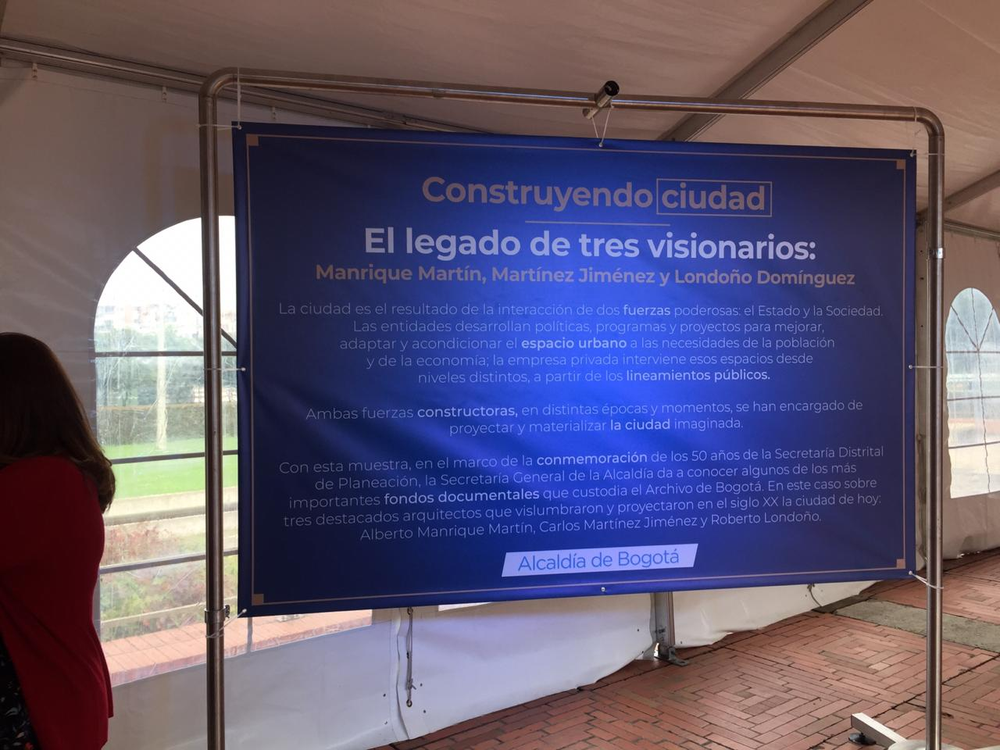 Construyendo ciudad
El legado de tres visionarios:
Manrique Martín, Martínez Jiménez y Londoño Domínguez
La ciudad es el resultado de la interacción de dos fuerzas poderosas: el Estado y la Sociedad.
Las entidades desarrollan políticas, programas y proyectos para mejorar,
adaptar y acondicionar el espacio urbano a las necesidades de la población
y de la economía; la empresa privada interviene esos espacios desde
niveles distintos, a partir de los lineamientos públicos.
Ambas fuerzas constructoras, en distintas épocas y momentos, se han encargado de
proyectar y materializar la ciudad imaginada.
Con esta muestra, en el marco de la conmemoración de los 50 años de la Secretaría Distrital
de Planeación, la Secretaría General de la Alcaldía da a conocer algunos de los más
importantes fondos documentales que custodia el Archivo de Bogotá. En este caso sobre
tres destacados arquitectos que vislumbraron y proyectaron en el siglo XX la ciudad de hoy:
Alberto Manrique Martín, Carlos Martínez Jiménez y Roberto Londoño.
Alcaldía de Bogotá